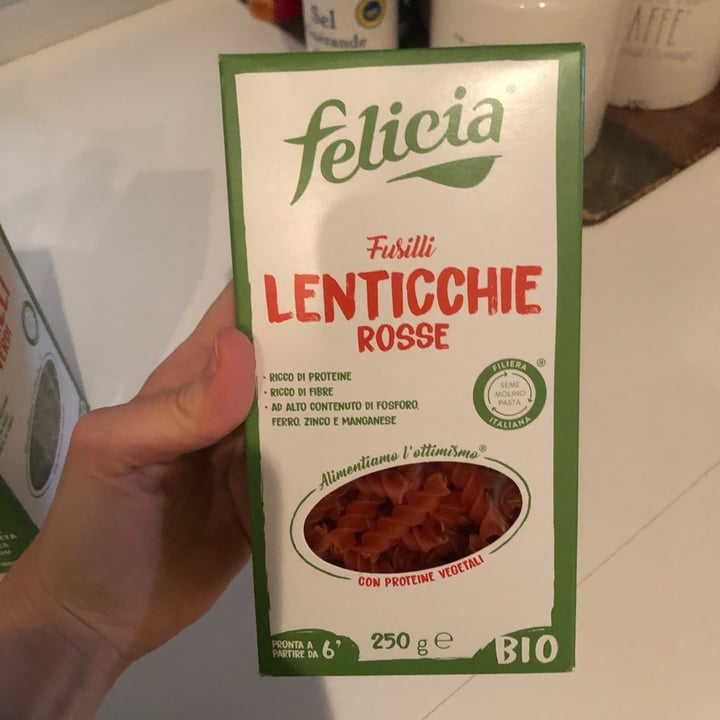 Sel
AFFE
felicia®
Fusilli
LENTICCHIE
ROSSE
• RICCO DI PROTEINE
• RICCO DI FIBRE
• AD ALTO CONTENUTO DI FOSFORO,
FERRO, ZINCO E MANGANESE
FILIERA ®
SEME
MOLINO
PASTA
ITALIANA
Alimentiamo l'ottimismo®
CON PROTEINE VEGETALI
PRONTA A
PARTIRE DA 6'
250 g e
BIO